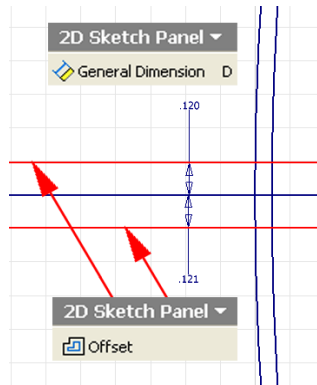 2D Sketch Panel
General Dimension D
.120
.121
2D Sketch Panel
Offset